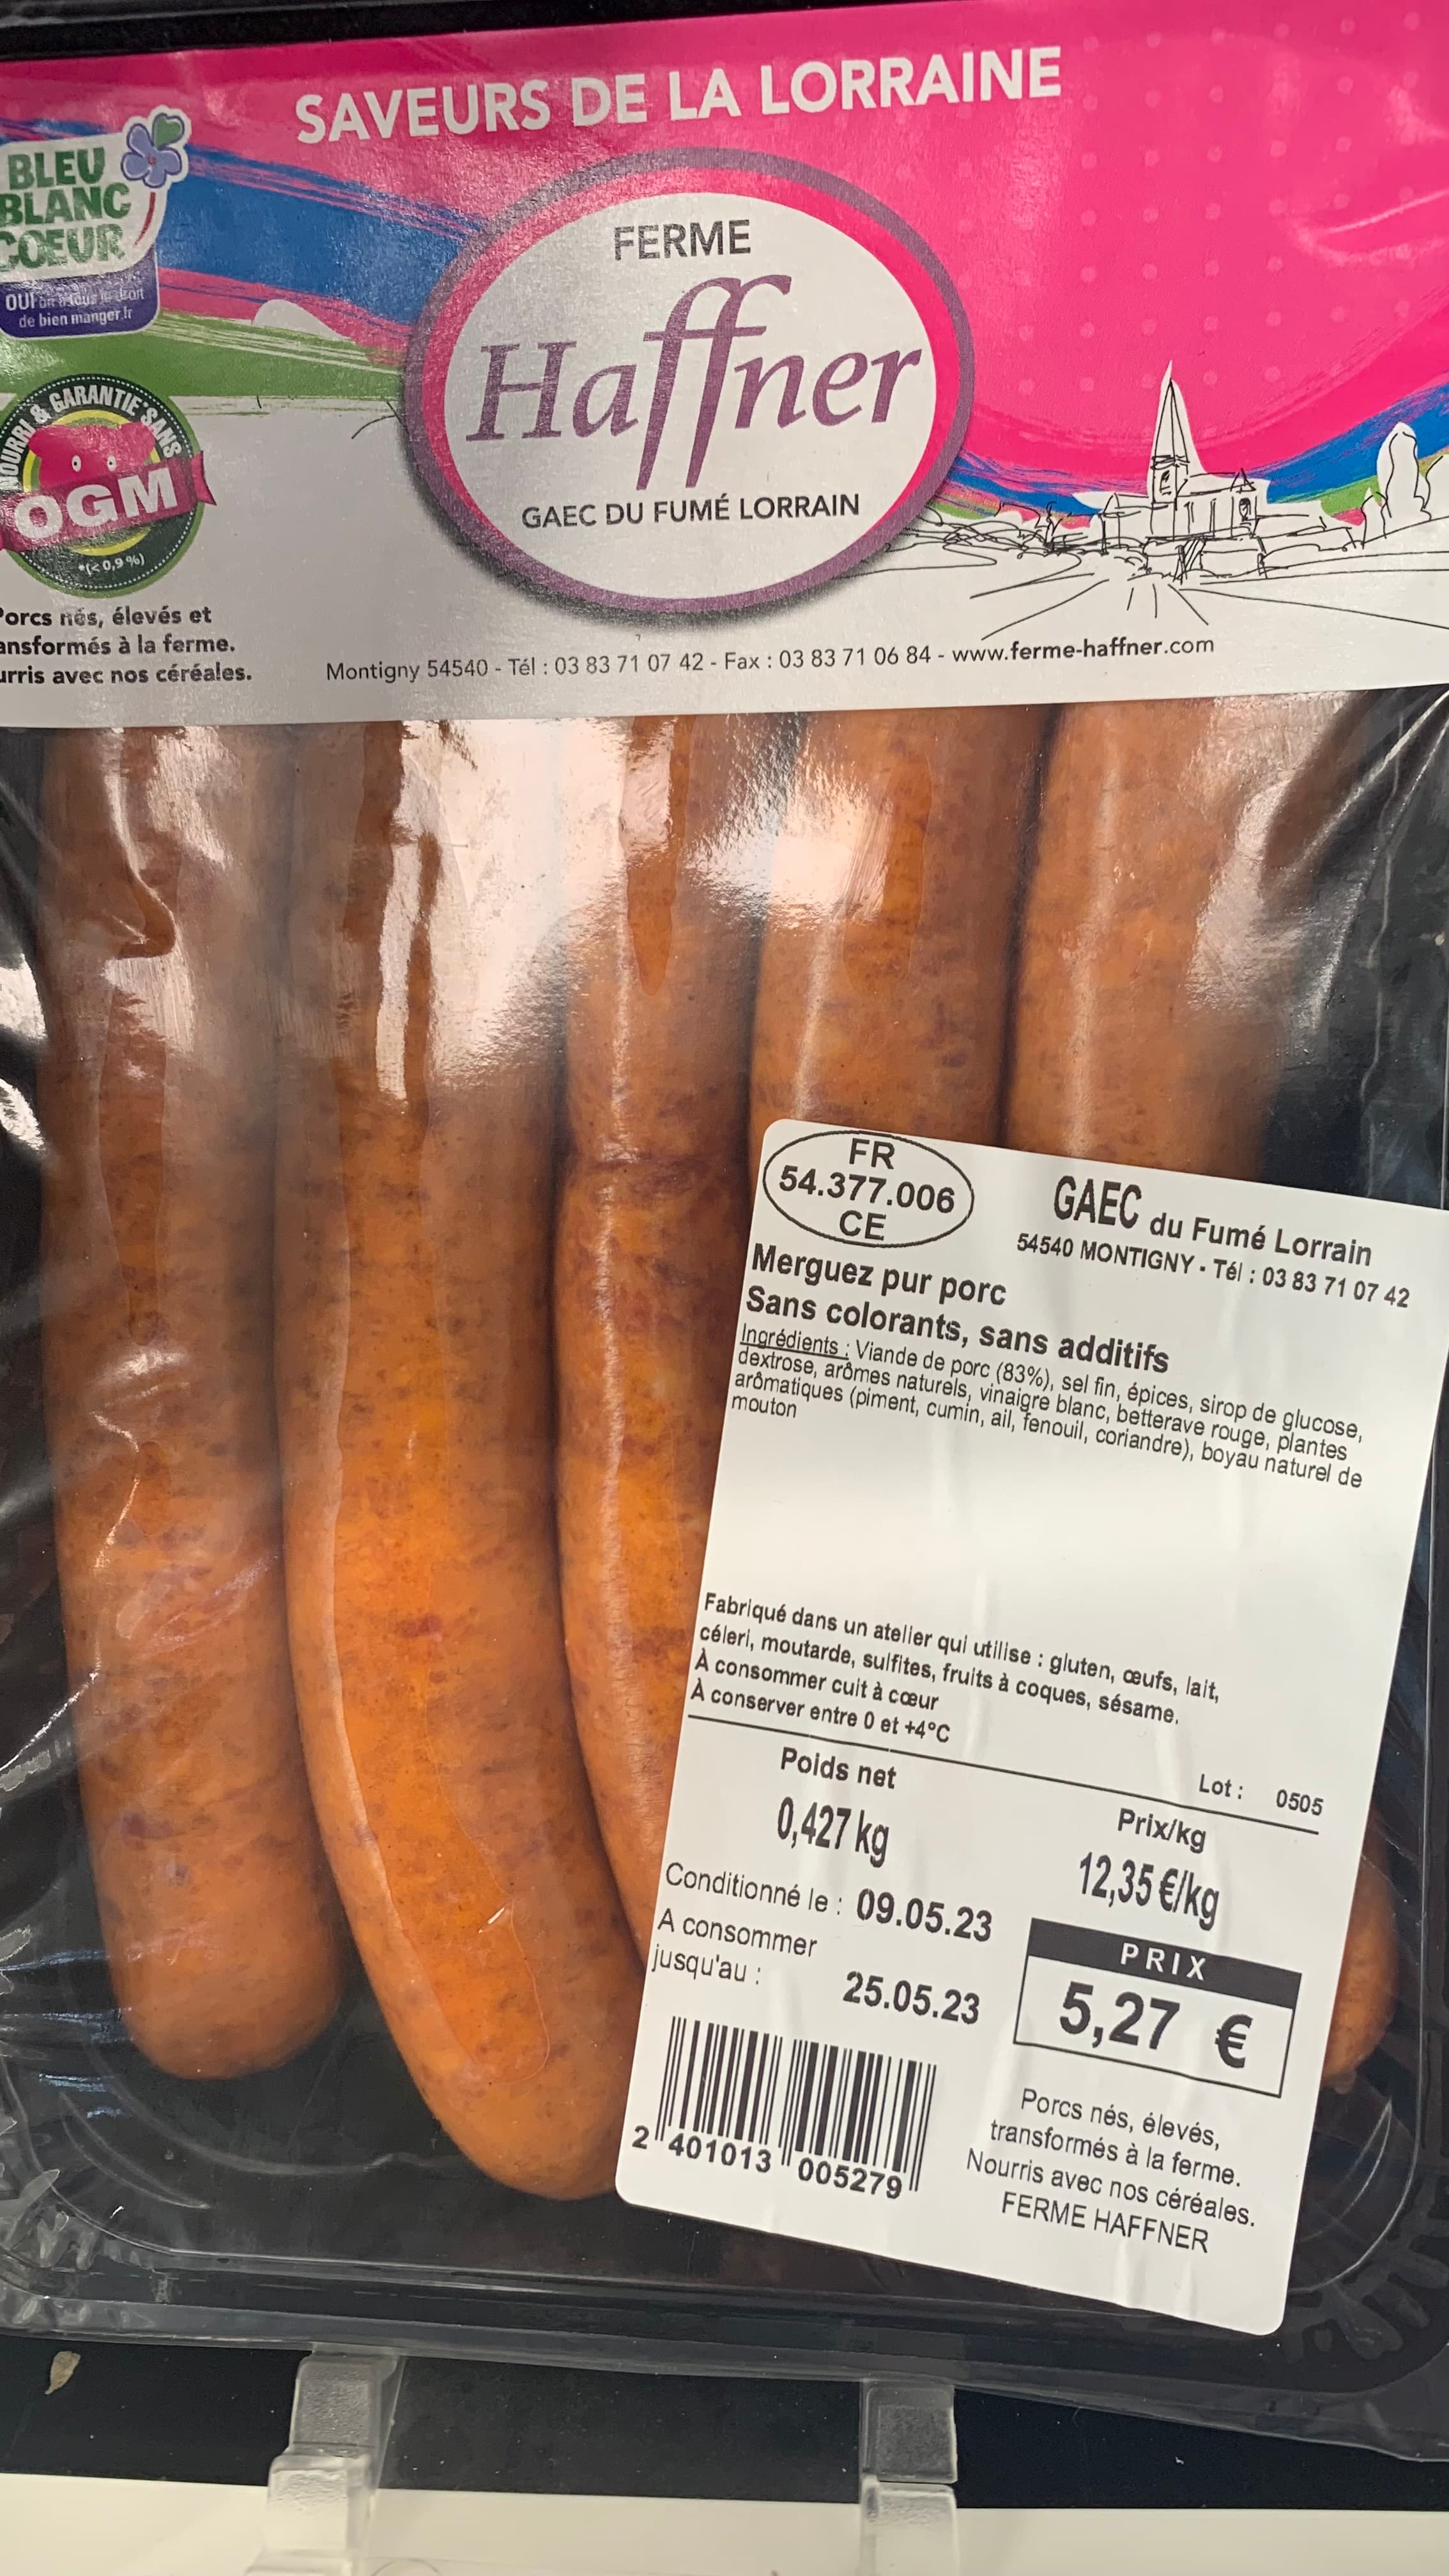 SAVEURS DE LA LORRAINE
BLEU
BLANC
COEUR
OUI on a tous le droit
de bien manger.fr
FERME
Haffner
GAEC DU FUMÉ LORRAIN
& GARANTIE SANS
OGM
*(< 0,9 %)
Porcs nés, élevés et
ansformés à la ferme.
urris avec nos céréales.
Montigny 54540 - Tél : 03 83 71 07 42 - Fax : 03 83 71 06 84 - www.ferme-haffner.com
FR
54.377.006
CE
GAEC du Fumé Lorrain
54540 MONTIGNY - Tél : 03 83 71 07 42
Merguez pur porc
Sans colorants, sans additifs
Ingrédients : Viande de porc (83%), sel fin, épices, sirop de glucose,
dextrose, arômes naturels, vinaigre blanc, betterave rouge, plantes
arômatiques (piment, cumin, ail, fenouil, coriandre), boyau naturel de
mouton
Fabriqué dans un atelier qui utilise : gluten, œufs, lait,
céleri, moutarde, sulfites, fruits à coques, sésame.
À consommer cuit à cœur
À conserver entre 0 et +4°C
Lot : 0505
Poids net
0,427 kg
Prix/kg
12,35 €/kg
Conditionné le : 09.05.23
A consommer
jusqu'au : 25.05.23
PRIX
5,27 €
2 401013 005279
Porcs nés, élevés,
transformés à la ferme.
Nourris avec nos céréales.
FERME HAFFNER